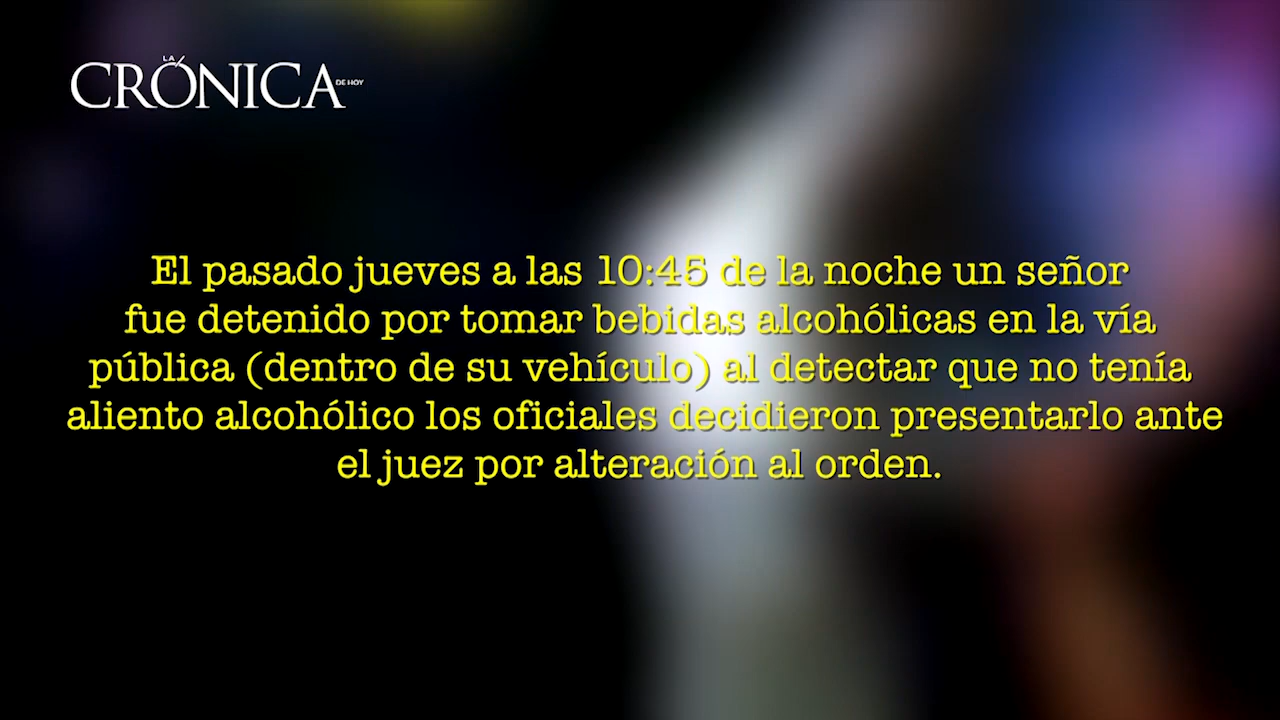 LA
CRÓNICA
DE HOY
El pasado jueves a las 10:45 de la noche un señor
fue detenido por tomar bebidas alcohólicas en la vía
pública (dentro de su vehículo) al detectar que no tenía
aliento alcohólico los oficiales decidieron presentarlo ante
el juez por alteración al orden.